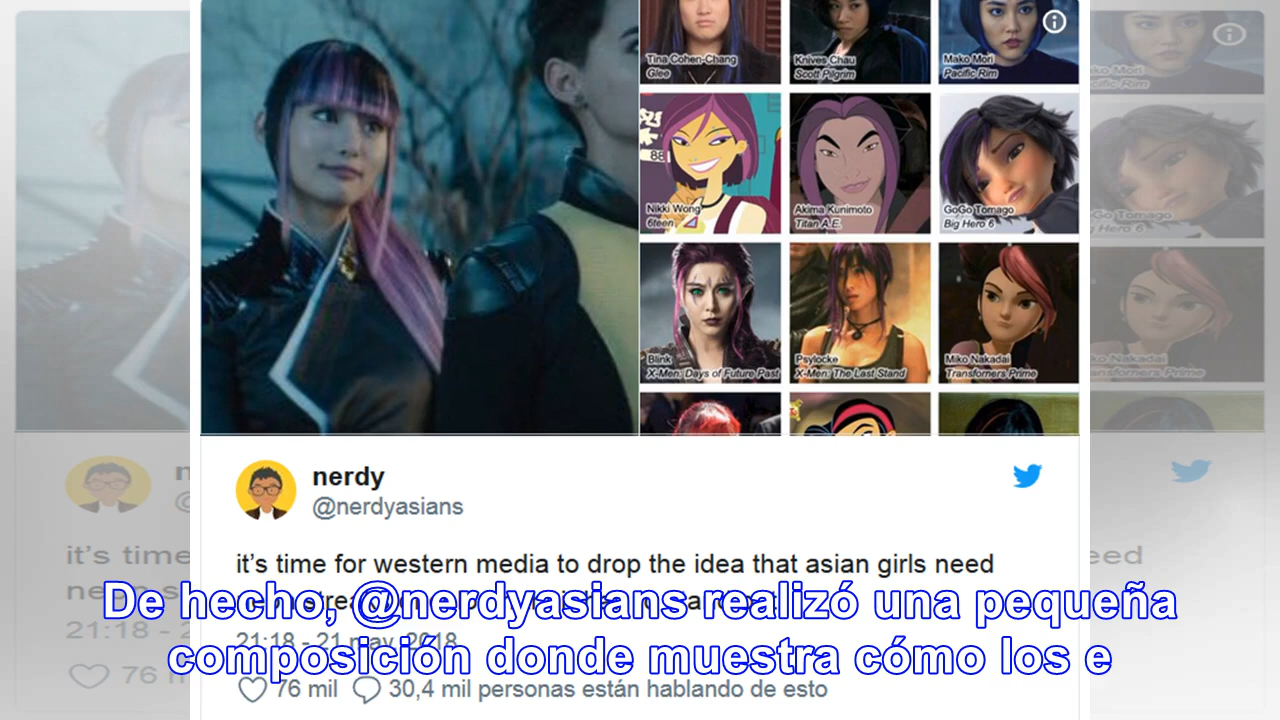 Tina Cohen-Chang
Glee
Knives Chau
Scott Pilgrim
Mako Mori
Pacific Rim
Nikki Wong
6teen
Akima Kunimoto
Titan A.E.
GoGo Tomago
Big Hero 6
Blink
X-Men: Days of Future Past
Psylocke
X-Men: The Last Stand
Miko Nakadai
Transfomers Prime
nerdy
@nerdyasians
it's time for western media to drop the idea that asian girls need
21:18 - 21 may. 2018
76 mil 30,4 mil personas están hablando de esto
De hecho, @nerdyasians realizó una pequeña
composición donde muestra cómo los e